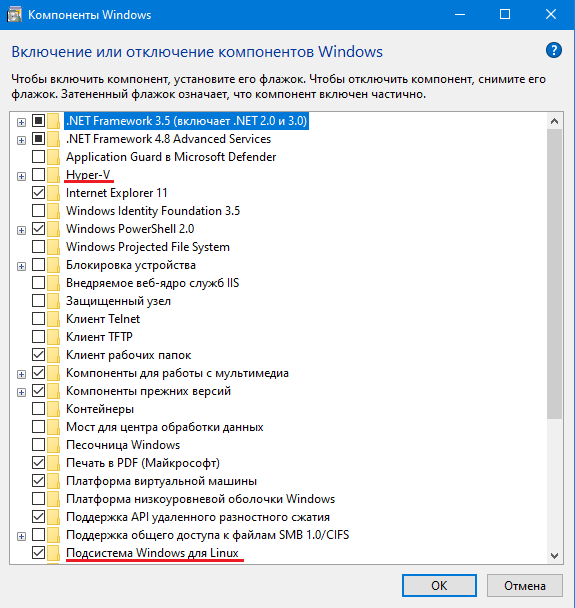 Компоненты Windows
Включение или отключение компонентов Windows
?
Чтобы включить компонент, установите его флажок. Чтобы отключить компонент, снимите его
флажок. Затененный флажок означает, что компонент включен частично.
.NET Framework 3.5 (включает .NET 2.0 и 3.0)
.NET Framework 4.8 Advanced Services
Application Guard в Microsoft Defender
Hyper-V
Internet Explorer 11
Windows Identity Foundation 3.5
Windows PowerShell 2.0
Windows Projected File System
Блокировка устройства
Внедряемое веб-ядро служб IIS
Защищенный узел
Клиент Telnet
Клиент TFTP
Клиент рабочих папок
Компоненты для работы с мультимедиа
Компоненты прежних версий
Контейнеры
Мост для центра обработки данных
Песочница Windows
Печать в PDF (Майкрософт)
Платформа виртуальной машины
Платформа низкоуровневой оболочки Windows
Поддержка API удаленного разностного сжатия
Поддержка общего доступа к файлам SMB 1.0/CIFS
Подсистема Windows для Linux
ОК
Отмена